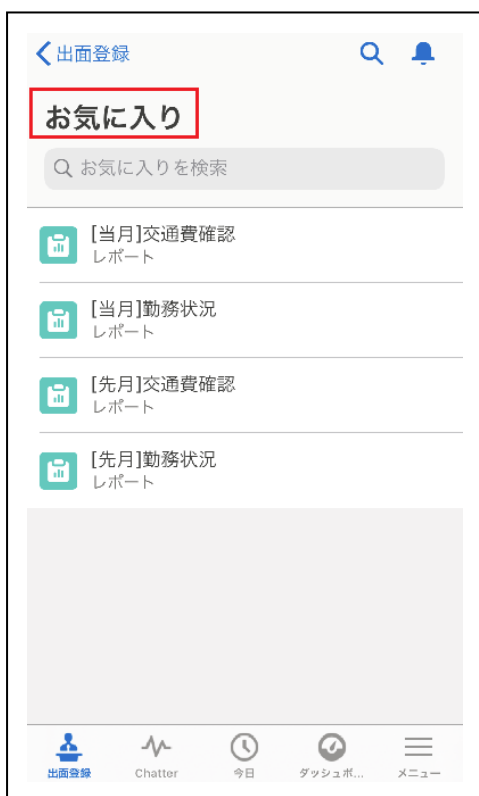 出面登録
お気に入り
お気に入りを検索
[当月]交通費確認
レポート
[当月]勤務状況
レポート
[先月]交通費確認
レポート
[先月]勤務状況
レポート
出面登録 Chatter 今日 ダッシュボ... メニュー